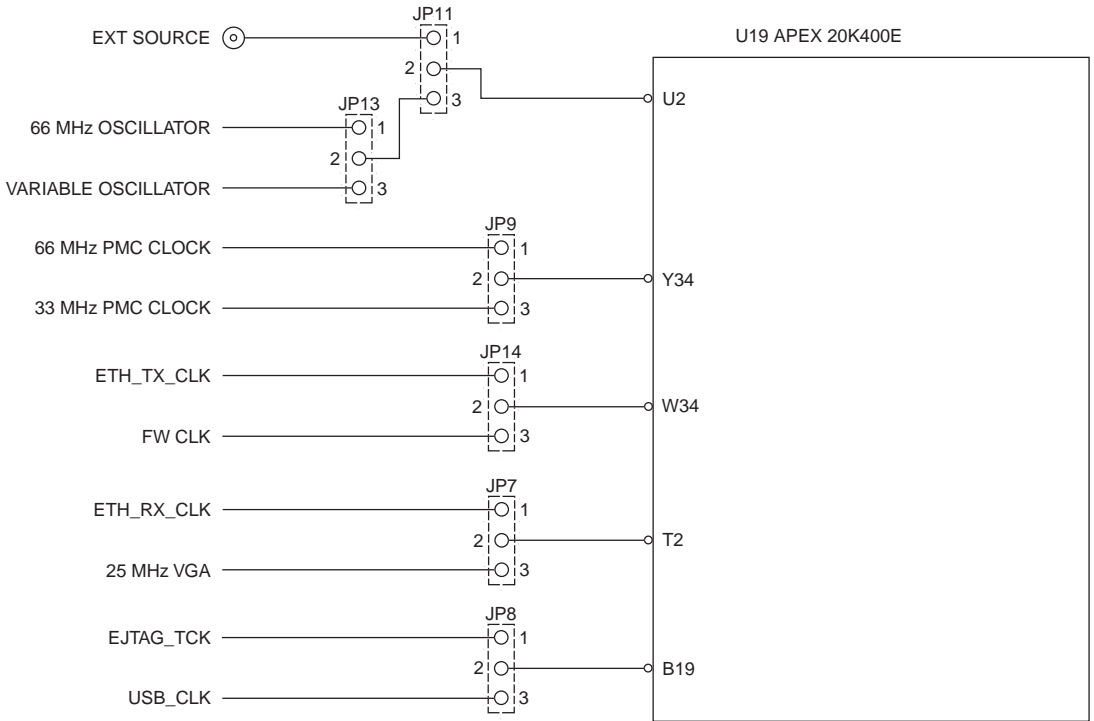 JP11
EXT SOURCE 1
U19 APEX 20K400E
2
3
U2
JP13
66 MHz OSCILLATOR 1
2
VARIABLE OSCILLATOR 3
JP9
66 MHz PMC CLOCK 1
2 Y34
33 MHz PMC CLOCK 3
JP14
ETH_TX_CLK 1
2 W34
FW CLK 3
JP7
ETH_RX_CLK 1
2 T2
25 MHz VGA 3
JP8
EJTAG_TCK 1
2 B19
USB_CLK 3